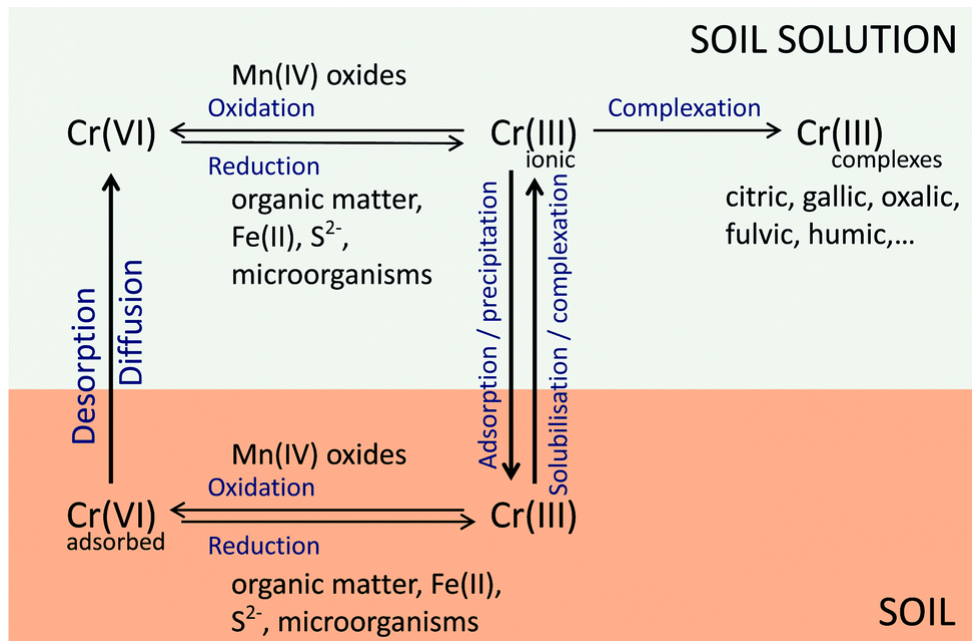 SOIL SOLUTION
Mn(IV) oxides
Oxidation
Complexation
Cr(VI)
Cr(III)
ionic
Cr(III)
complexes
Reduction
organic matter,
Fe(II), S²⁻,
microorganisms
citric, gallic, oxalic,
fulvic, humic,...
Desorption
Diffusion
Adsorption / precipitation
Solubilisation / complexation
Mn(IV) oxides
Oxidation
Cr(VI)
adsorbed
Cr(III)
Reduction
organic matter, Fe(II),
S²⁻, microorganisms
SOIL